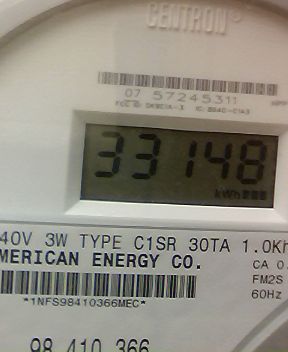 CENTRON®
07 57245311
33148
kWh
40V 3W TYPE C1SR 30TA 1.0Kh
MERICAN ENERGY CO.
CA 0.
FM2S
*1NFS98410366MEC*
60Hz
98 410 366